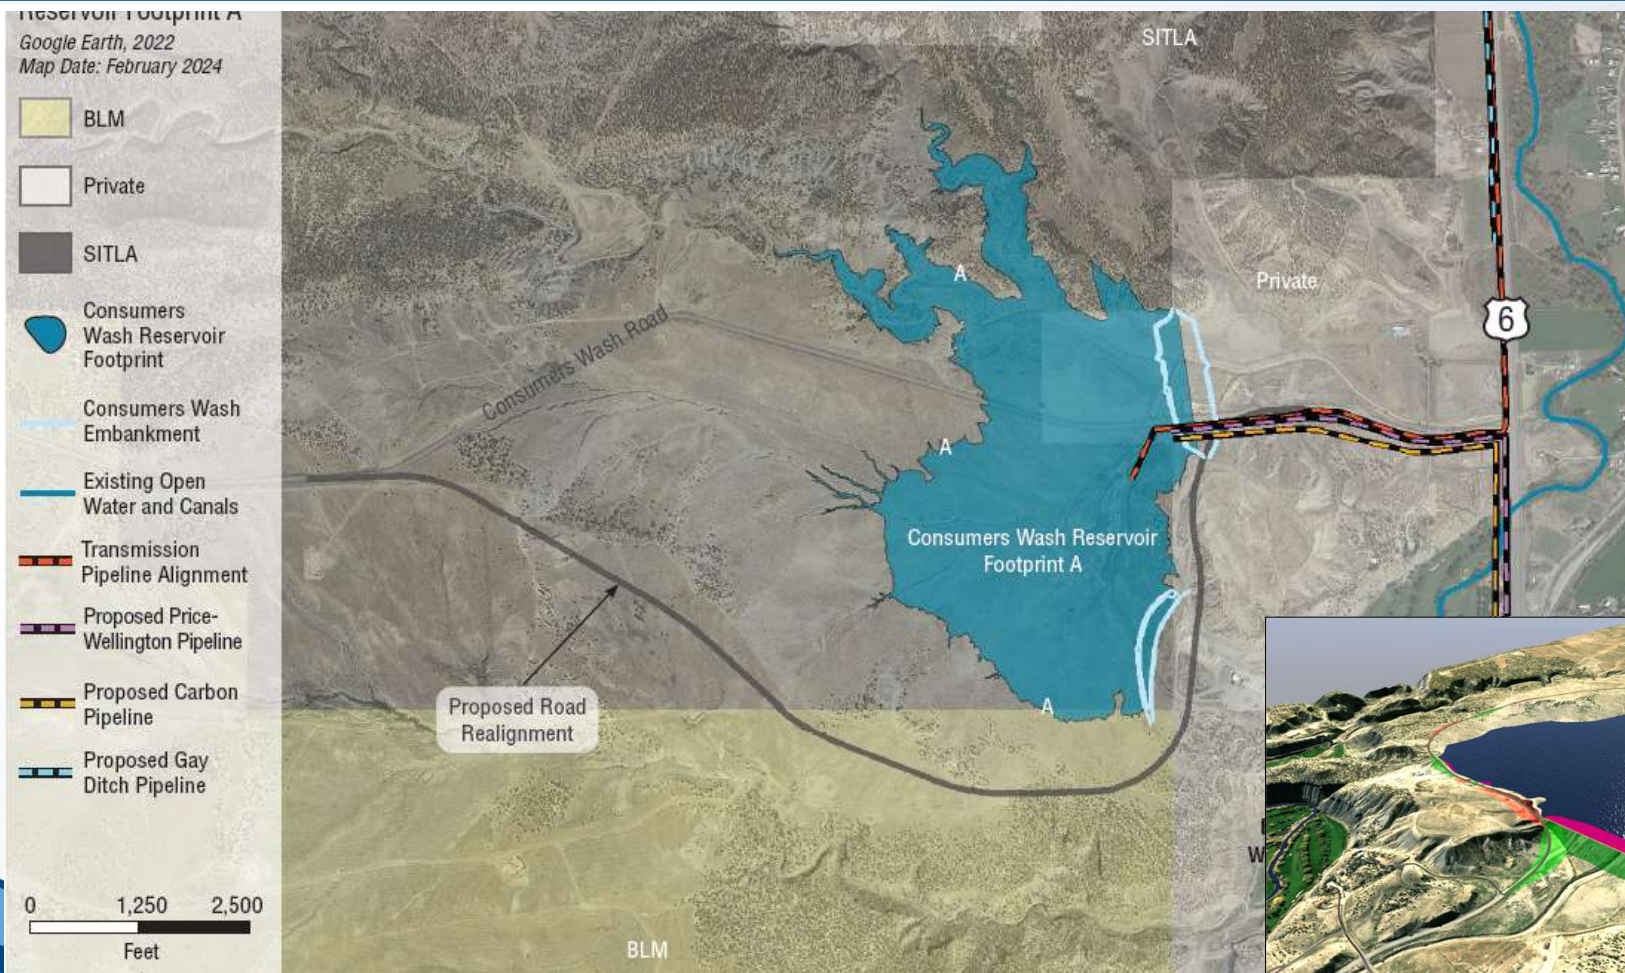 Reservoir Footprint A
Google Earth, 2022
Map Date: February 2024
BLM
Private
SITLA
Consumers
Wash Reservoir
Footprint
Consumers Wash
Embankment
Existing Open
Water and Canals
Transmission
Pipeline Alignment
Proposed Price-
Wellington Pipeline
Proposed Carbon
Pipeline
Proposed Gay
Ditch Pipeline
0 1,250 2,500
Feet
SITLA
A
Private
6
Consumers Wash Road
A
Consumers Wash Reservoir
Footprint A
Proposed Road
Realignment
A
W
BLM